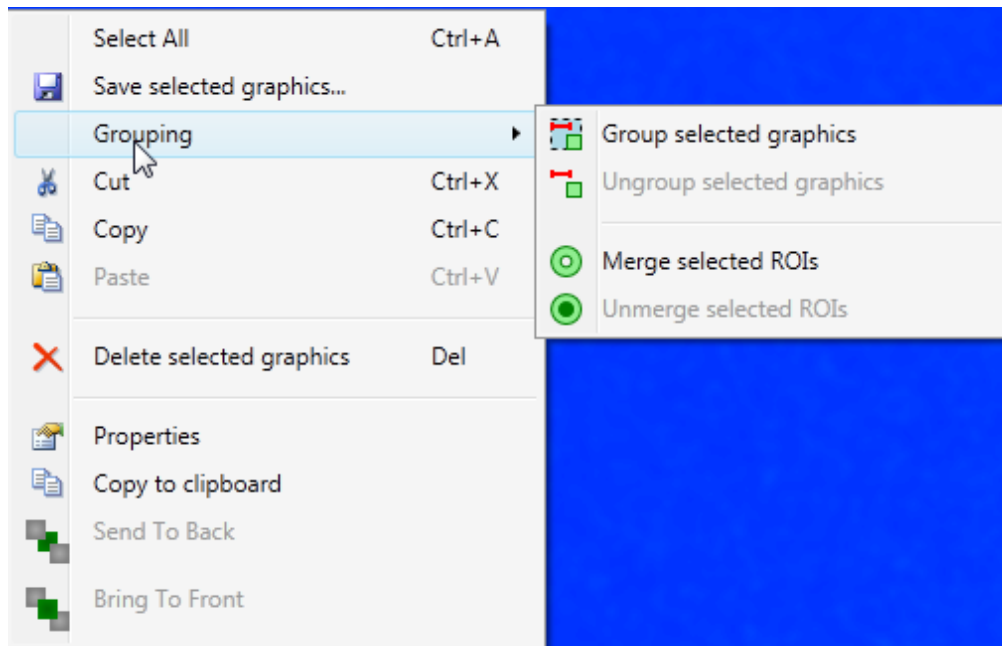 Select All Ctrl+A
Save selected graphics...
Grouping
Cut Ctrl+X
Copy Ctrl+C
Paste Ctrl+V
Delete selected graphics Del
Properties
Copy to clipboard
Send To Back
Bring To Front
Group selected graphics
Ungroup selected graphics
Merge selected ROIs
Unmerge selected ROIs